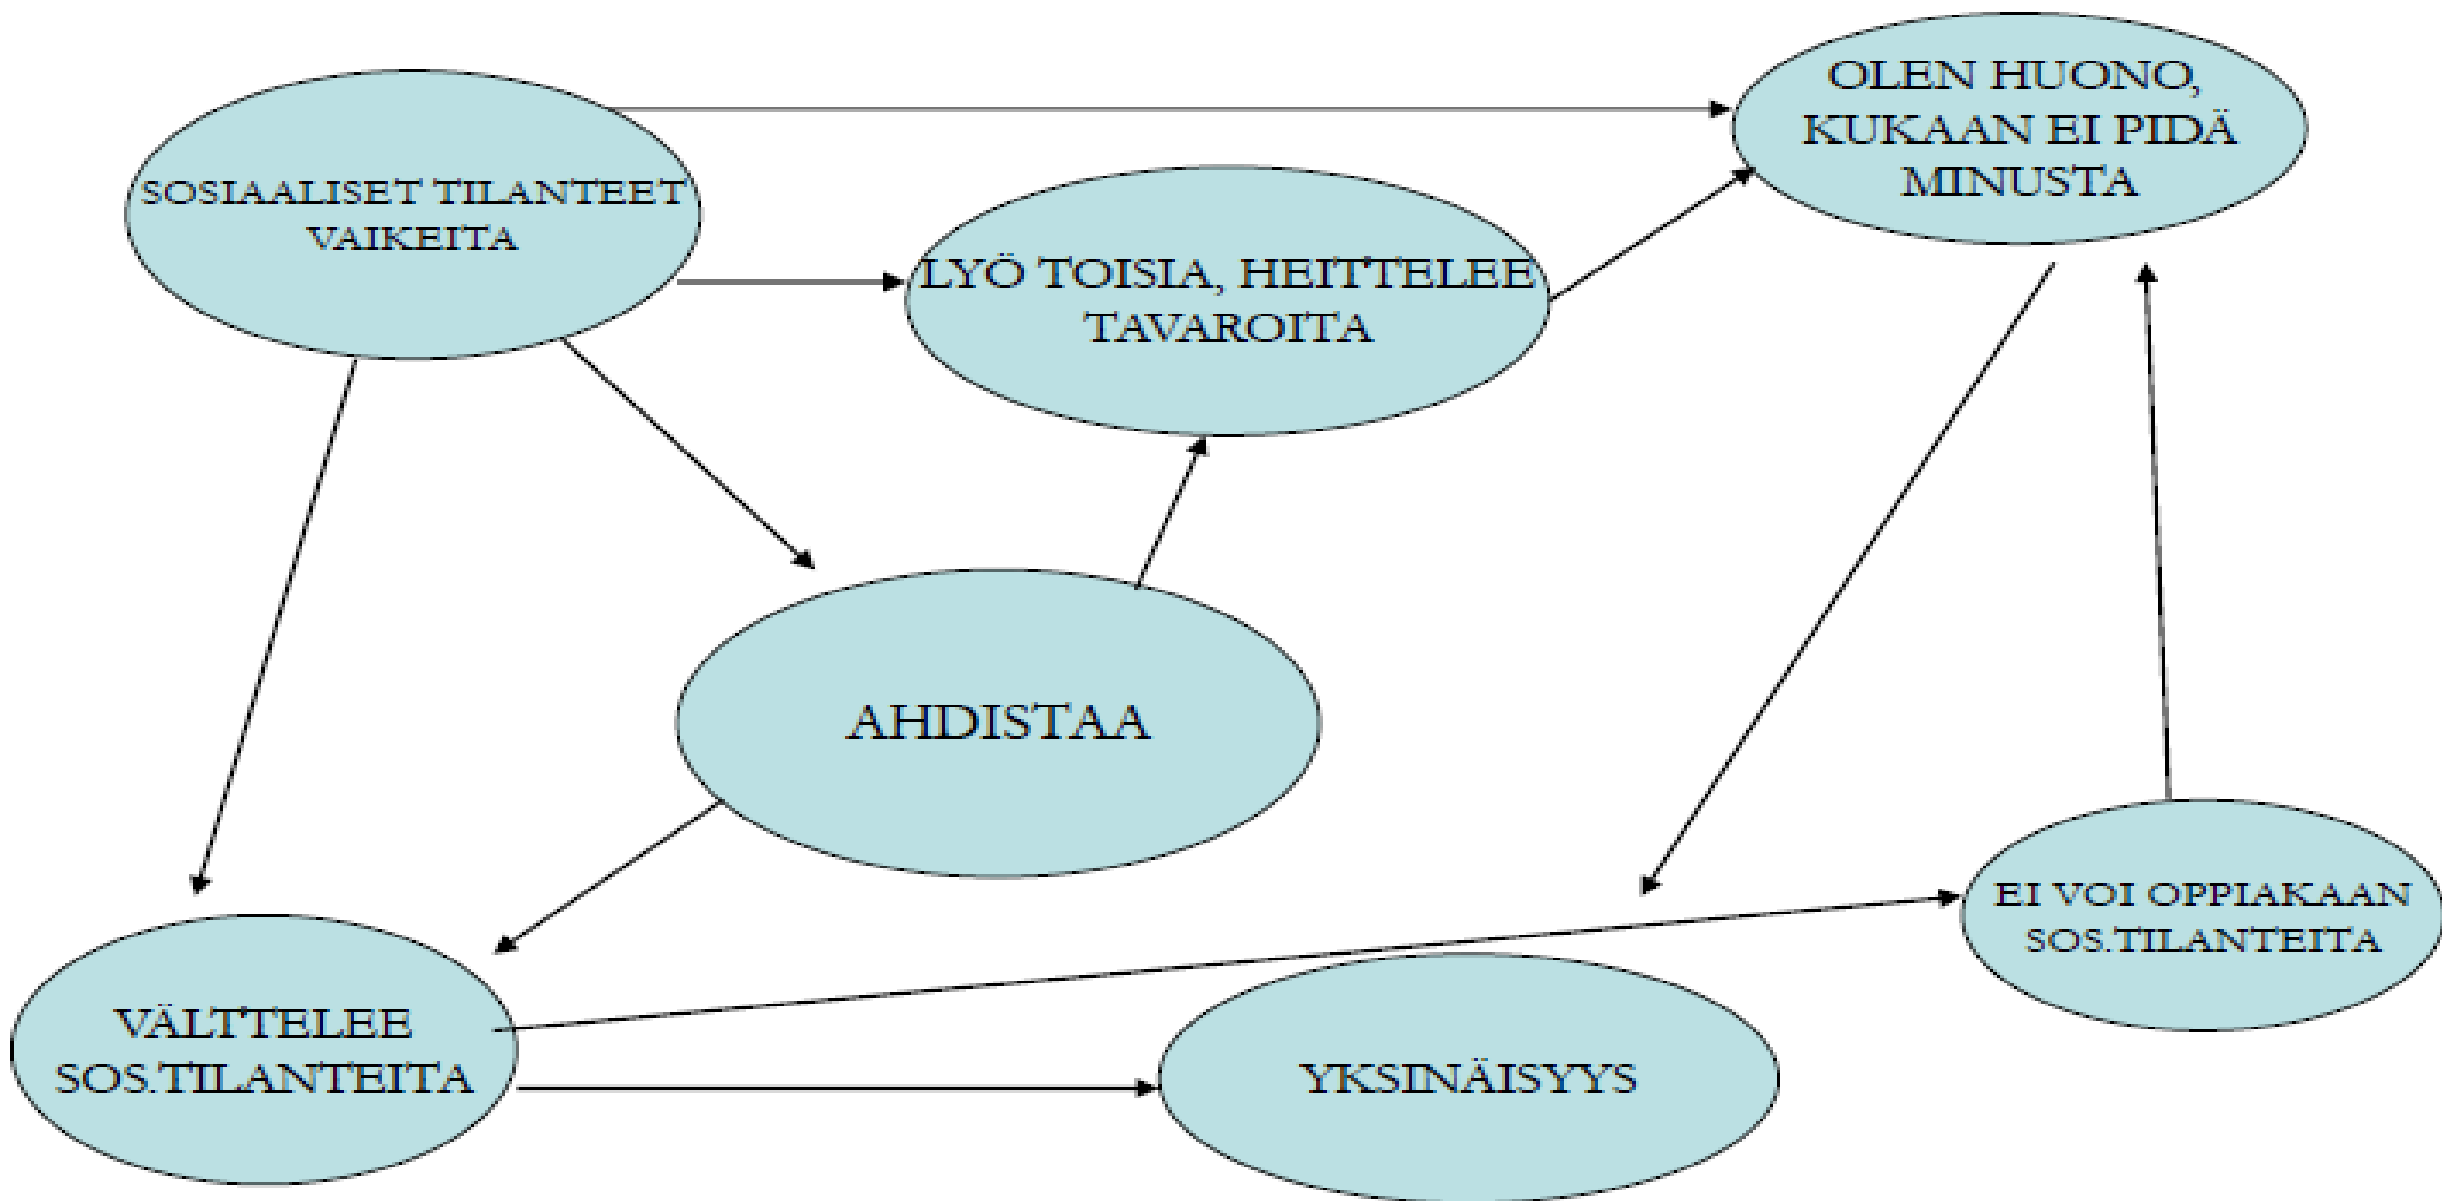 OLEN HUONO,
KUKAAN EI PIDÄ
MINUSTA
SOSIAALISET TILANTEET
VAIKEITA
LYÖ TOISIA, HEITTELEE
TAVAROITA
AHDISTAA
EI VOI OPPIAKAAN
SOS.TILANTEITA
VÄLTTELEE
SOS.TILANTEITA
YKSINÄISYYS